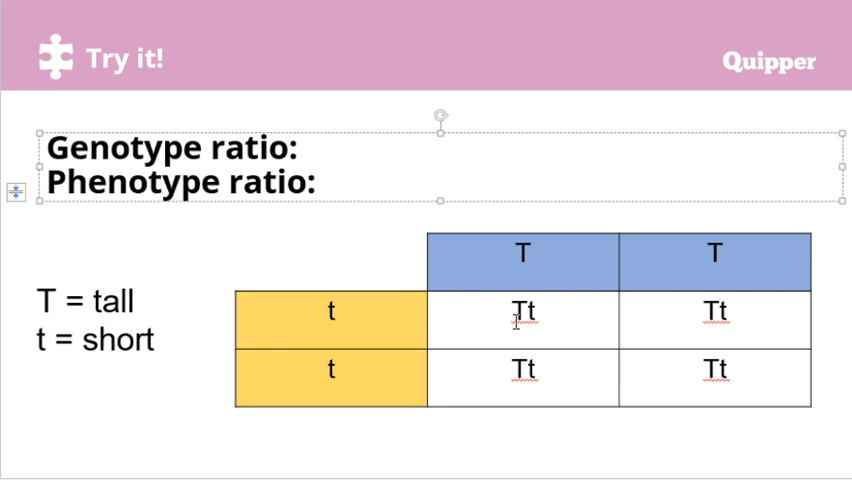 Try it!
Quipper
Genotype ratio:
Phenotype ratio:
T T
T = tall
t Tt Tt
t = short
t Tt Tt